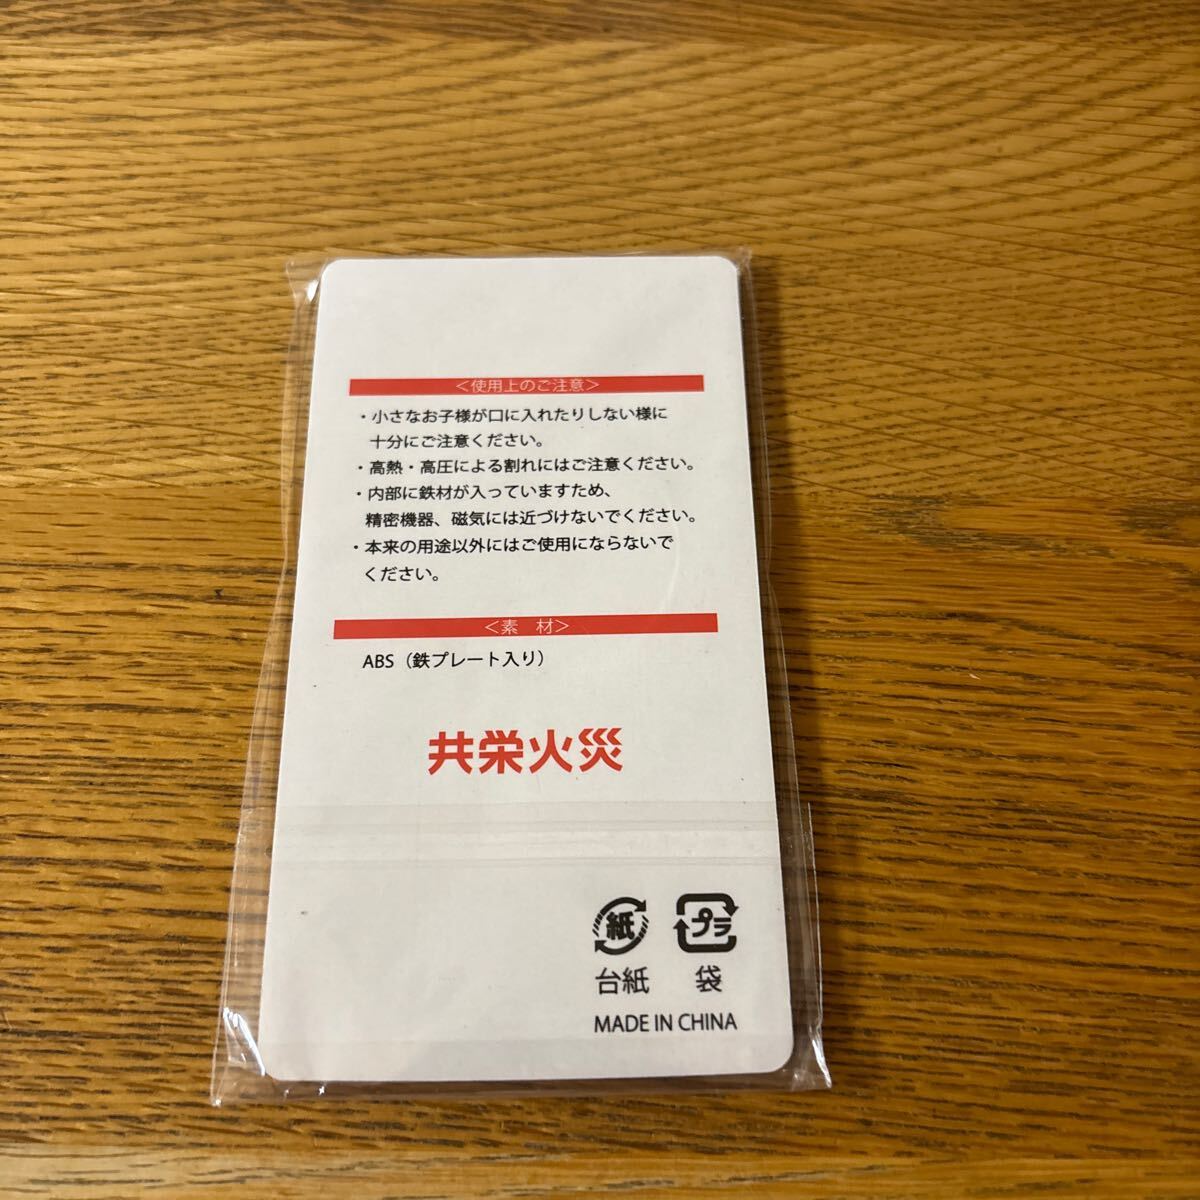 ＜使用上のご注意＞
・小さなお子様が口に入れたりしない様に
十分にご注意ください。
・高熱・高圧による割れにはご注意ください。
・内部に鉄材が入っていますため、
精密機器、磁気には近づけないでください。
・本来の用途以外にはご使用にならないで
ください。
＜素　材＞
ABS（鉄プレート入り）
共栄火災
紙 プラ
台紙 袋
MADE IN CHINA